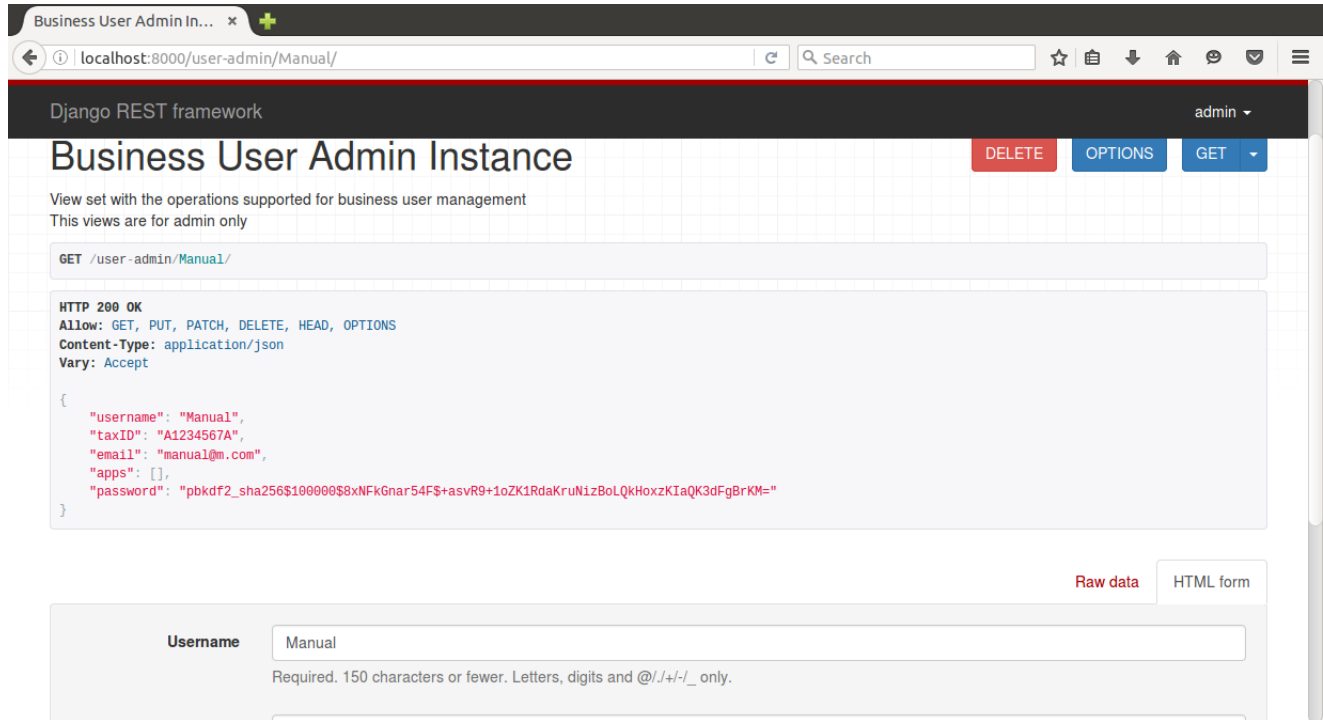 Business User Admin In...
localhost:8000/user-admin/Manual/
Search
Django REST framework
admin
Business User Admin Instance
DELETE
OPTIONS
GET
View set with the operations supported for business user management
This views are for admin only
GET /user-admin/Manual/
HTTP 200 OK
Allow: GET, PUT, PATCH, DELETE, HEAD, OPTIONS
Content-Type: application/json
Vary: Accept
{
"username": "Manual",
"taxID": "A1234567A",
"email": "manual@m.com",
"apps": [],
"password": "pbkdf2_sha256$100000$8xNFkGnar54F$+asvR9+1oZK1RdaKruNizBoLQkHoxzKIaQK3dFgBrKM="
}
Raw data
HTML form
Username
Manual
Required. 150 characters or fewer. Letters, digits and @/./+/-/_ only.